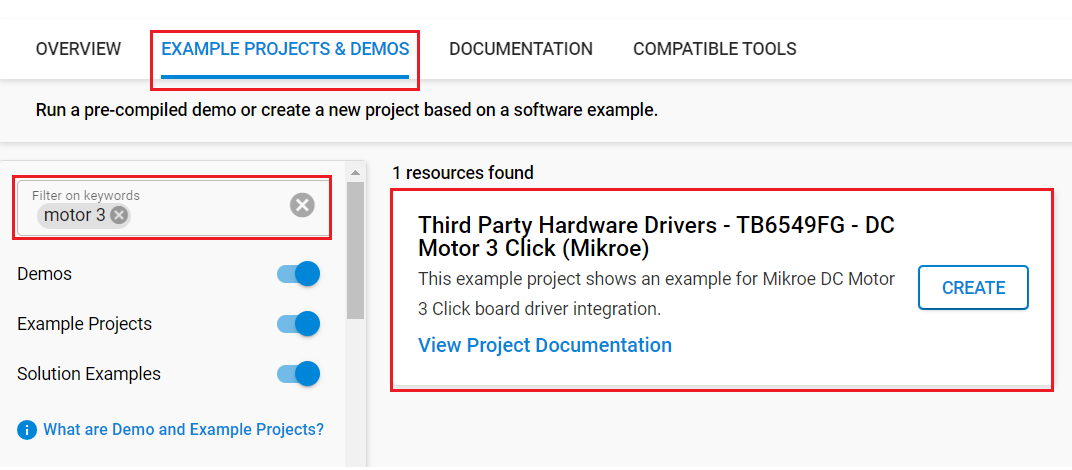 OVERVIEW EXAMPLE PROJECTS & DEMOS DOCUMENTATION COMPATIBLE TOOLS
Run a pre-compiled demo or create a new project based on a software example.
Filter on keywords
motor 3
Demos
Example Projects
Solution Examples
What are Demo and Example Projects?
1 resources found
Third Party Hardware Drivers - TB6549FG - DC
Motor 3 Click (Mikroe)
This example project shows an example for Mikroe DC Motor
3 Click board driver integration.
View Project Documentation
CREATE